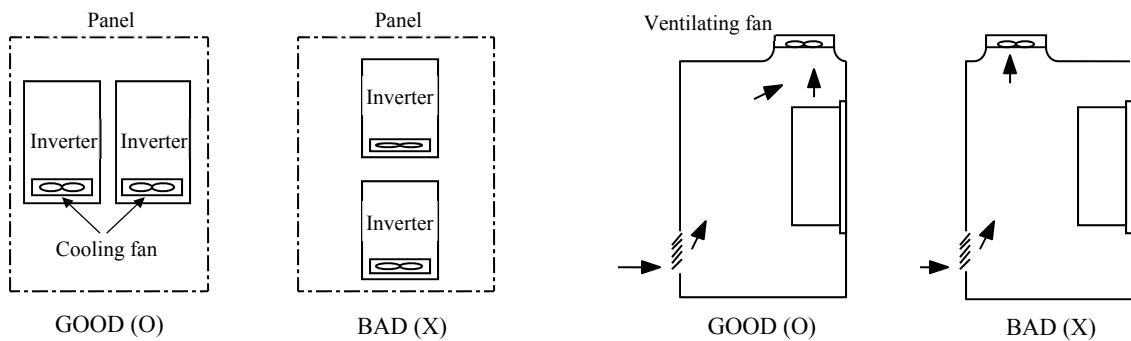 Panel
Inverter
Inverter
Cooling fan
GOOD (O)
Panel
Inverter
Inverter
BAD (X)
Ventilating fan
GOOD (O)
BAD (X)